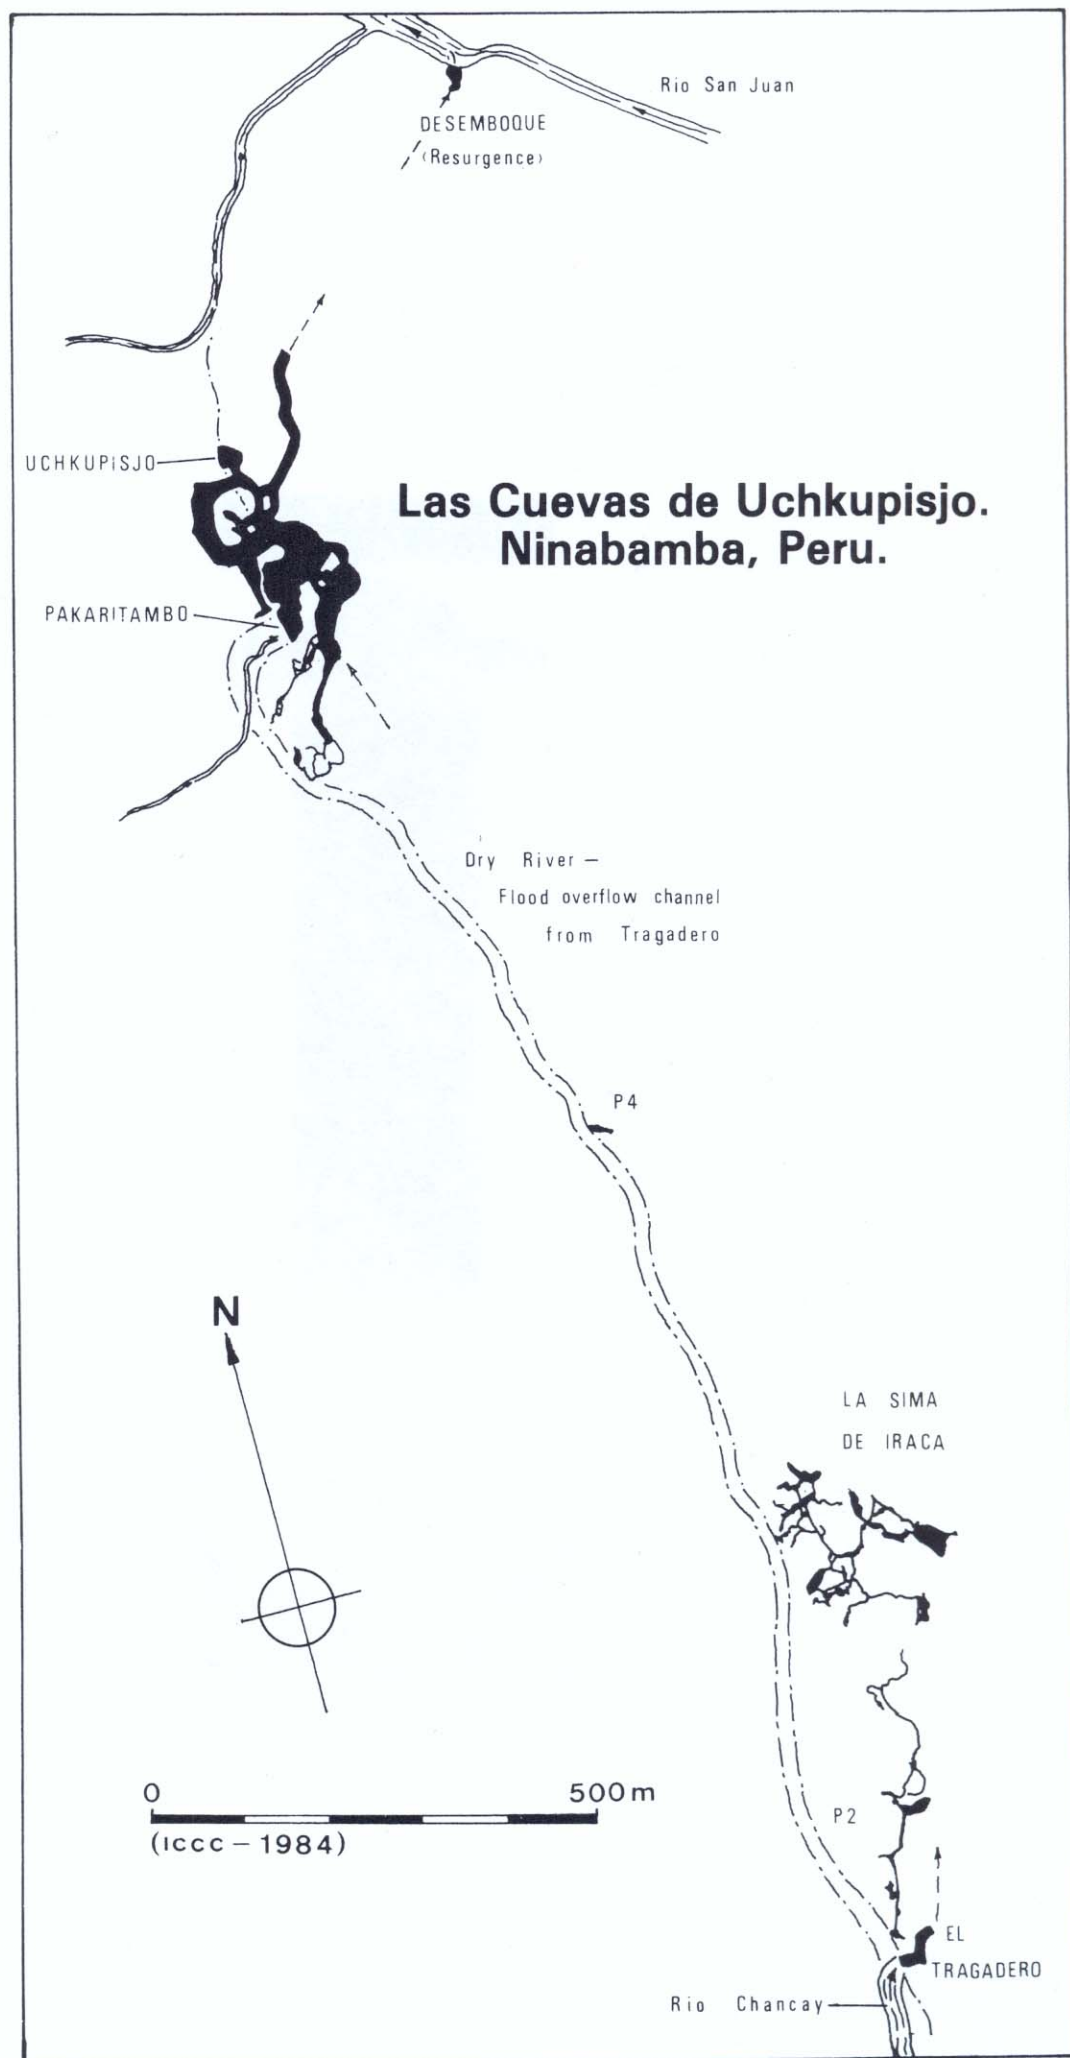 Rio San Juan
DESEMBOQUE
(Resurgence)
UCHKUPISJO
Las Cuevas de Uchkupisjo.
Ninabamba, Peru.
PAKARITAMBO
Dry River –
Flood overflow channel
from Tragadero
P4
N
LA SIMA
DE IRACA
0 500m
(ICCC – 1984)
P2
EL
TRAGADERO
Rio Chancay